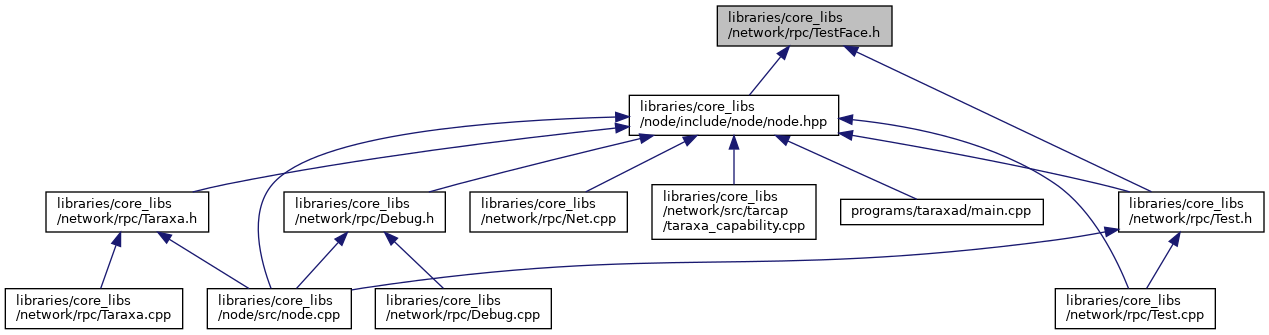 libraries/core_libs
/network/rpc/TestFace.h
libraries/core_libs
/node/include/node/node.hpp
libraries/core_libs
/network/rpc/Taraxa.h
libraries/core_libs
/network/rpc/Debug.h
libraries/core_libs
/network/rpc/Net.cpp
libraries/core_libs
/network/src/tarcap
/taraxa_capability.cpp
programs/taraxad/main.cpp
libraries/core_libs
/network/rpc/Test.h
libraries/core_libs
/network/rpc/Taraxa.cpp
libraries/core_libs
/node/src/node.cpp
libraries/core_libs
/network/rpc/Debug.cpp
libraries/core_libs
/network/rpc/Test.cpp